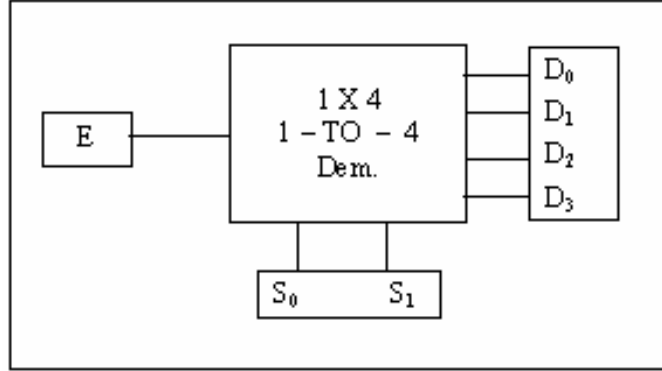 E
1 X 4
1 – TO – 4
Dem.
D₀
D₁
D₂
D₃
S₀ S₁